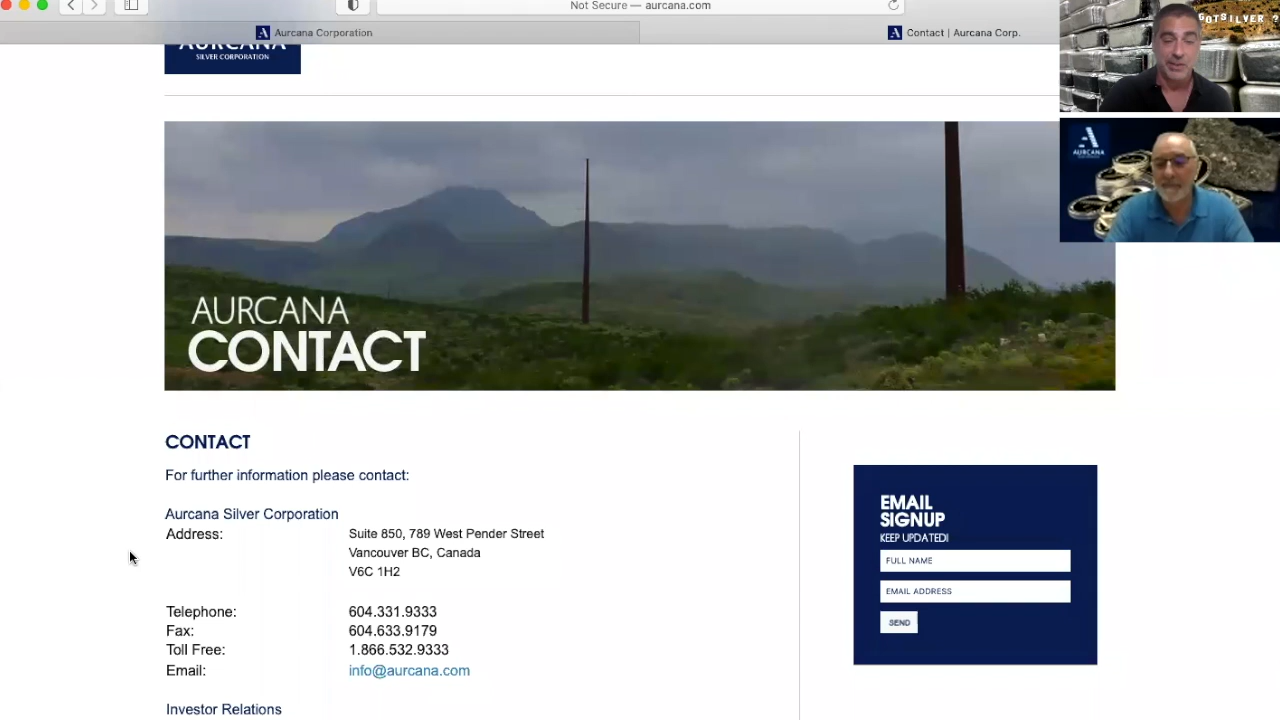 Not Secure — aurcana.com
Aurcana Corporation
Contact | Aurcana Corp.
AURCANA
SILVER CORPORATION
GOTSILVER ?
AURCANA
AURCANA
CONTACT
CONTACT
For further information please contact:
Aurcana Silver Corporation
Address: Suite 850, 789 West Pender Street
Vancouver BC, Canada
V6C 1H2
Telephone: 604.331.9333
Fax: 604.633.9179
Toll Free: 1.866.532.9333
Email: info@aurcana.com
Investor Relations
EMAIL
SIGNUP
KEEP UPDATED!
FULL NAME
EMAIL ADDRESS
SEND